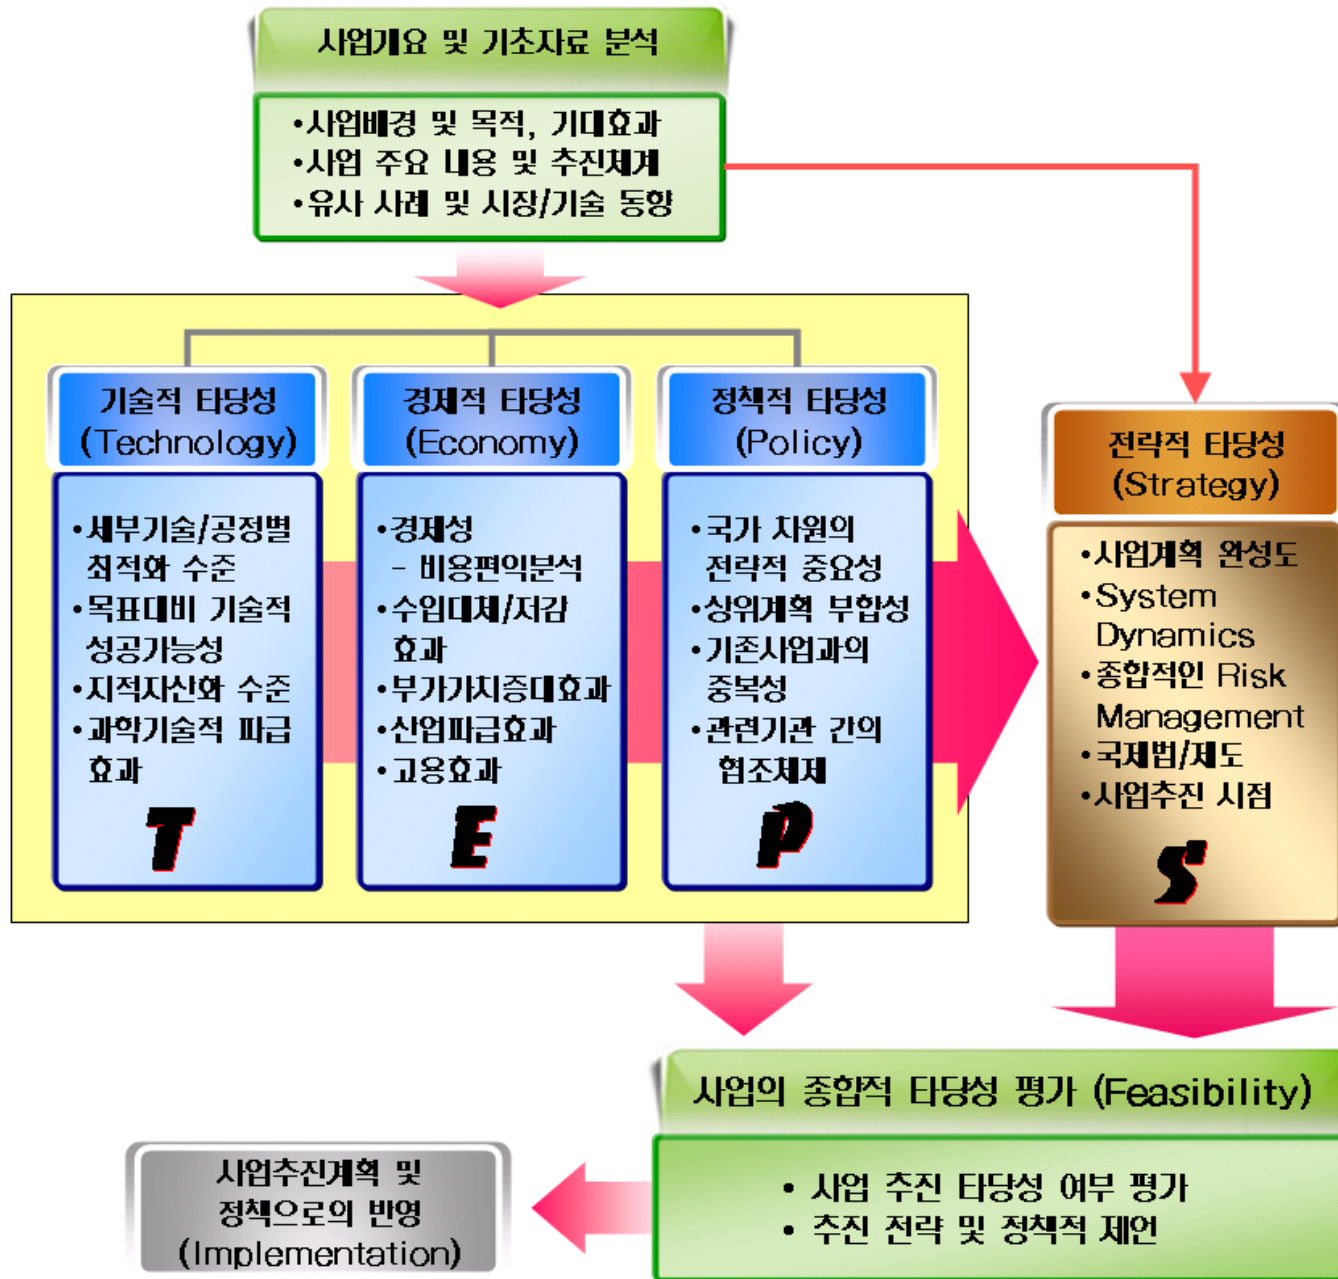 사업개요 및 기초자료 분석
•사업배경 및 목적, 기대효과
•사업 주요 내용 및 추진체계
•유사 사례 및 시장/기술 동향
기술적 타당성
(Technology)
•세부기술/공정별
최적화 수준
•목표대비 기술적
성공가능성
•지적자산화 수준
•과학기술적 파급
효과
T
경제적 타당성
(Economy)
•경제성
- 비용편익분석
•수입대체/저감
효과
•부가가치증대효과
•산업파급효과
•고용효과
E
정책적 타당성
(Policy)
•국가 차원의
전략적 중요성
•상위계획 부합성
•기존사업과의
중복성
•관련기관 간의
협조체제
P
전략적 타당성
(Strategy)
•사업계획 완성도
•System
Dynamics
•종합적인 Risk
Management
•국제법/제도
•사업추진 시점
S
사업의 종합적 타당성 평가 (Feasibility)
• 사업 추진 타당성 여부 평가
• 추진 전략 및 정책적 제언
사업추진계획 및
정책으로의 반영
(Implementation)